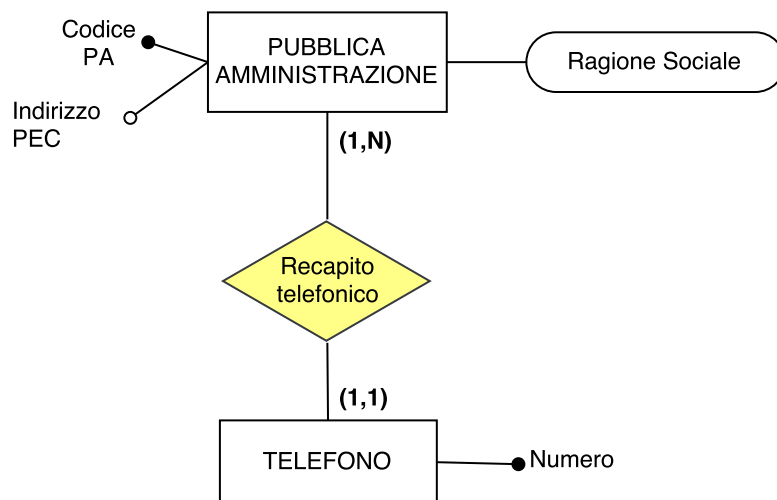 Codice
PA
PUBBLICA
AMMINISTRAZIONE
Ragione Sociale
Indirizzo
PEC
(1,N)
Recapito
telefonico
(1,1)
TELEFONO
Numero